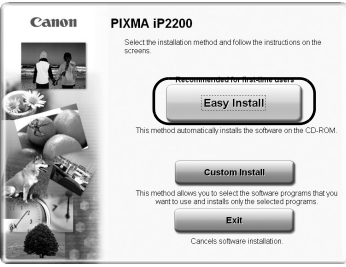 Canon
PIXMA iP2200
Select the installation method and follow the instructions on the
screens.
Recommended for first-time users
Easy Install
This method automatically installs the software on the CD-ROM.
Custom Install
This method allows you to select the software programs that you
want to use and installs only the selected programs.
Exit
Cancels software installation.